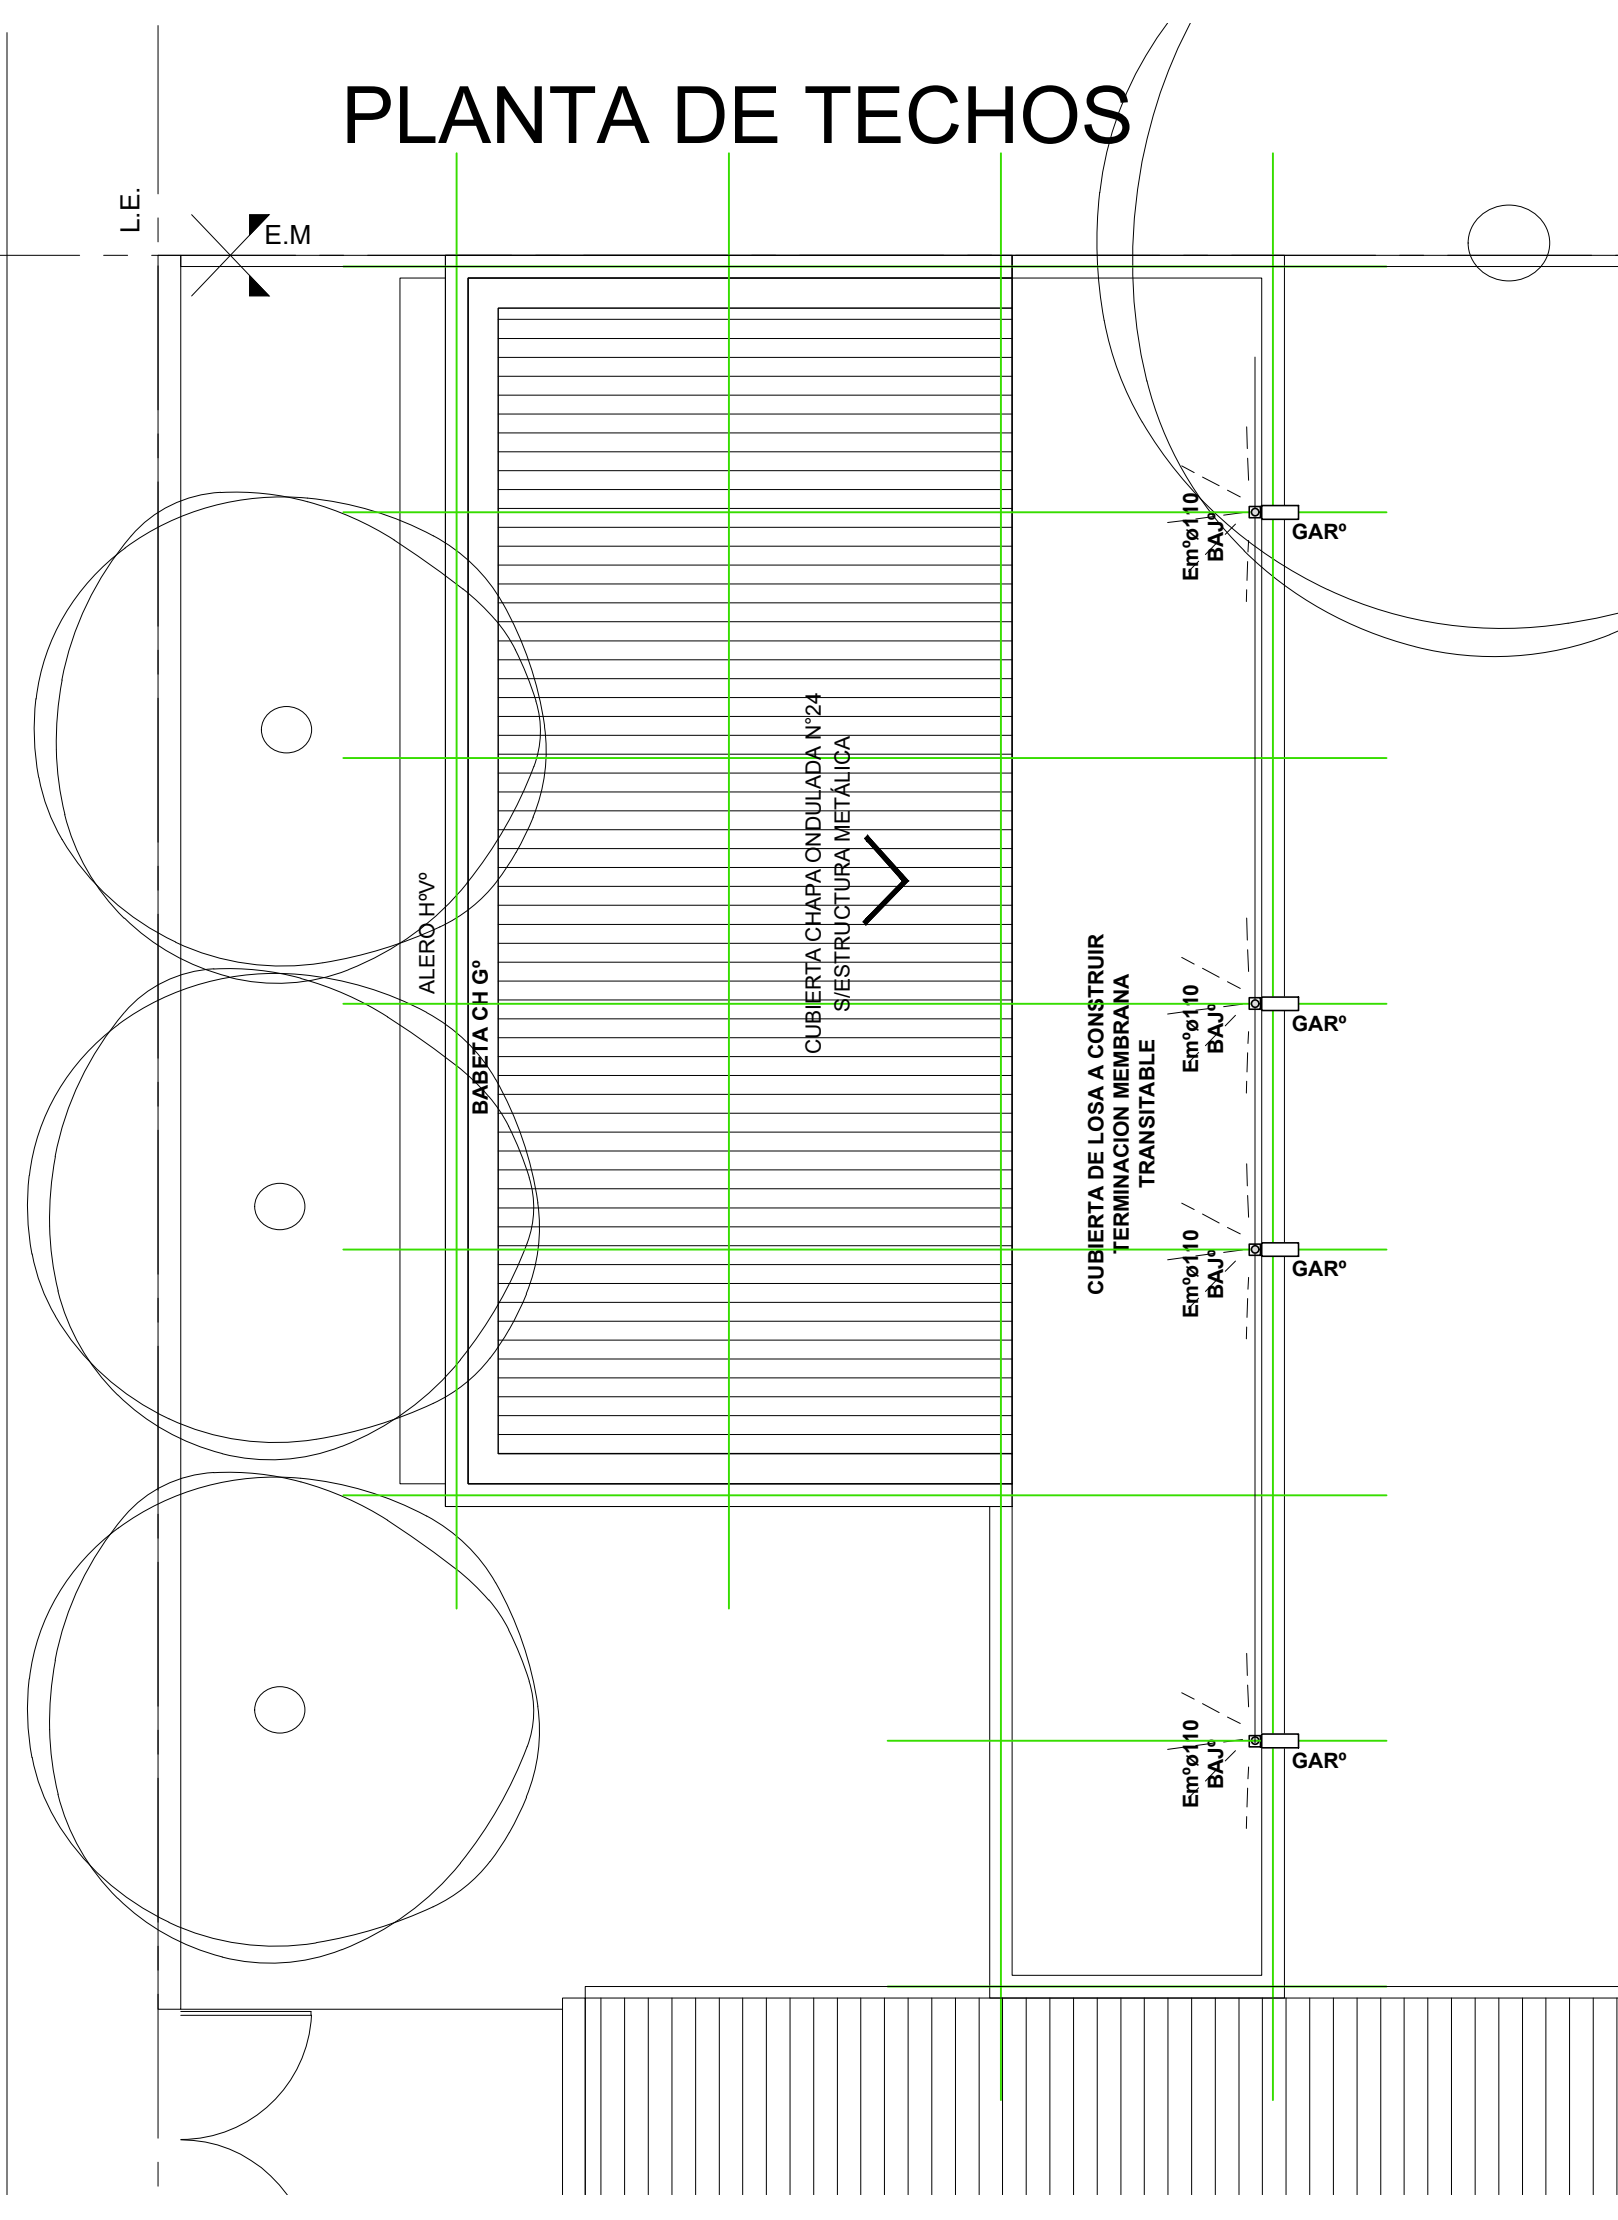 PLANTA DE TECHOS
L.E.
E.M
Emºø110
BAJº
GARº
CUBIERTA CHAPA ONDULADA N°24
S/ESTRUCTURA METÁLICA
ALERO HºVº
BABETA CH Gº
CUBIERTA DE LOSA A CONSTRUIR
TERMINACION MEMBRANA
TRANSITABLE
Emºø110
BAJº
GARº
Emºø110
BAJº
GARº
Emºø110
BAJº
GARº